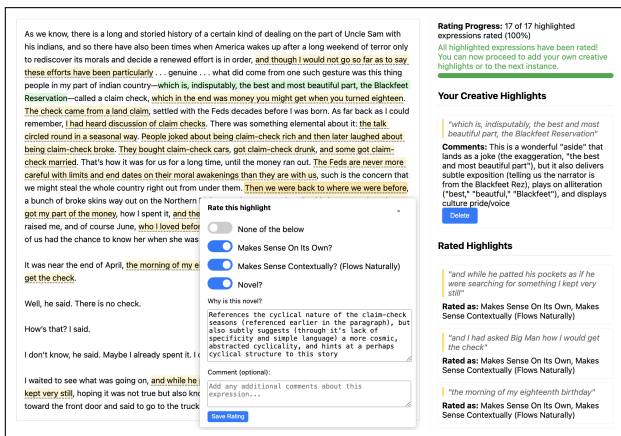 As we know, there is a long and storied history of a certain kind of dealing on the part of Uncle Sam with
his indians, and so there have also been times when America wakes up after a long weekend of terror only
to rediscover its morals and decide a renewed effort is in order, and though I would not go so far as to say
these efforts have been particularly . . . genuine . . . what did come from one such gesture was this thing
people in my part of indian country—which is, indisputably, the best and most beautiful part, the Blackfeet
Reservation—called a claim check, which in the end was money you might get when you turned eighteen.
The check came from a land claim, settled with the Feds decades before I was born. As far back as I could
remember, I had heard discussion of claim checks. There was something elemental about it: the talk
circled round in a seasonal way. People joked about being claim-check rich and then later laughed about
being claim-check broke. They bought claim-check cars, got claim-check drunk, and some got claim-
check married. That's how it was for us for a long time, until the money ran out. The Feds are never more
careful with limits and end dates on their moral awakenings than they are with us, such is the concern that
we might steal the whole country right out from under them. Then we were back to where we were before,
a bunch of broke skins way out on the Northern
got my part of the money, how I spent it, and the
raised me, and of course June, who I loved befor
of us had the chance to know her when she was
It was near the end of April, the morning of my e
get the check.
Well, he said. There is no check.
How's that? I said.
I don't know, he said. Maybe I already spent it. I
I waited to see what was going on, and while he
kept very still, hoping it was not true but also kno
toward the front door and said to go to the truck
Rate this highlight
None of the below
Makes Sense On Its Own?
Makes Sense Contextually? (Flows Naturally)
Novel?
Why is this novel?
References the cyclical nature of the claim-check
seasons (referenced earlier in the paragraph), but
also subtly suggests (through it's lack of
specificity and simple language) a more cosmic,
abstracted cyclicality, and hints at a perhaps
cyclical structure to this story
Comment (optional):
Add any additional comments about this
expression...
Save Rating
Rating Progress: 17 of 17 highlighted
expressions rated (100%)
All highlighted expressions have been rated!
You can now proceed to add your own creative
highlights or to the next instance.
Your Creative Highlights
"which is, indisputably, the best and most
beautiful part, the Blackfeet Reservation"
Comments: This is a wonderful "aside" that
lands as a joke (the exaggeration, "the best
and most beautiful part"), but it also delivers
subtle exposition (telling us the narrator is
from the Blackfeet Rez), plays on alliteration
("best," "beautful," "Blackfeet"), and displays
culture pride/voice
Delete
Rated Highlights
"and while he patted his pockets as if he
were searching for something I kept very
still"
Rated as: Makes Sense On Its Own, Makes
Sense Contextually (Flows Naturally)
"and I had asked Big Man how I would get
the check"
Rated as: Makes Sense On Its Own, Makes
Sense Contextually (Flows Naturally)
"the morning of my eighteenth birthday"
Rated as: Makes Sense On Its Own, Makes
Sense Contextually (Flows Naturally)